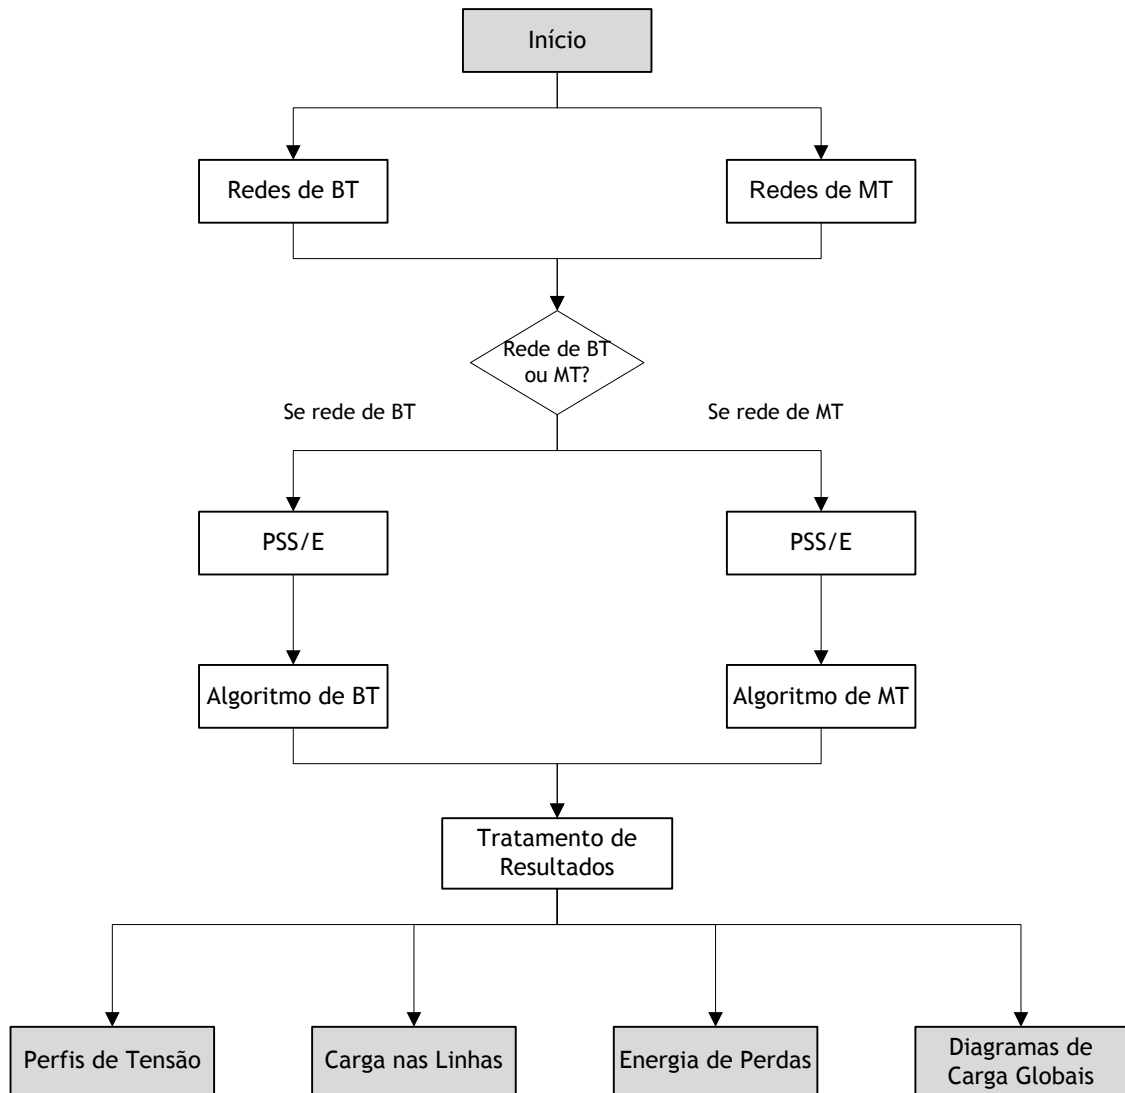 Início
Redes de BT
Redes de MT
Rede de BT
ou MT?
Se rede de BT
Se rede de MT
PSS/E
PSS/E
Algoritmo de BT
Algoritmo de MT
Tratamento de
Resultados
Perfis de Tensão
Carga nas Linhas
Energia de Perdas
Diagramas de
Carga Globais